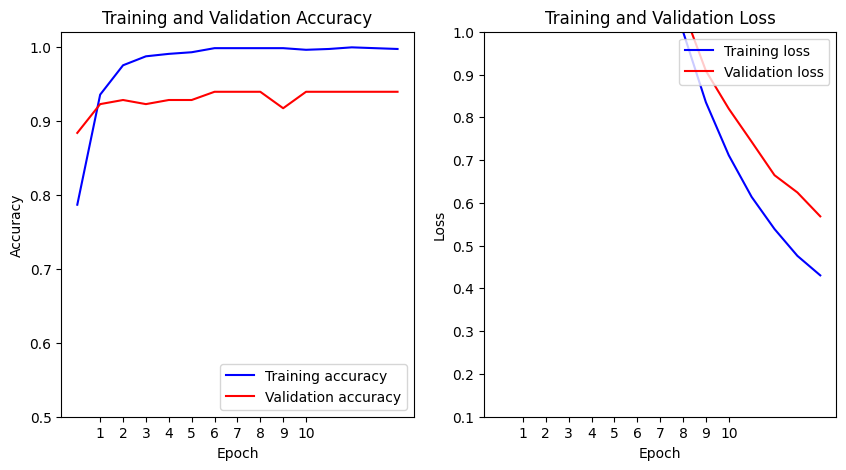 Training and Validation Accuracy
1.0
0.9
0.8
0.7
0.6
0.5
Accuracy
Training accuracy
Validation accuracy
1 2 3 4 5 6 7 8 9 10
Epoch
Training and Validation Loss
1.0
0.9
0.8
0.7
0.6
0.5
0.4
0.3
0.2
0.1
Loss
Training loss
Validation loss
1 2 3 4 5 6 7 8 9 10
Epoch